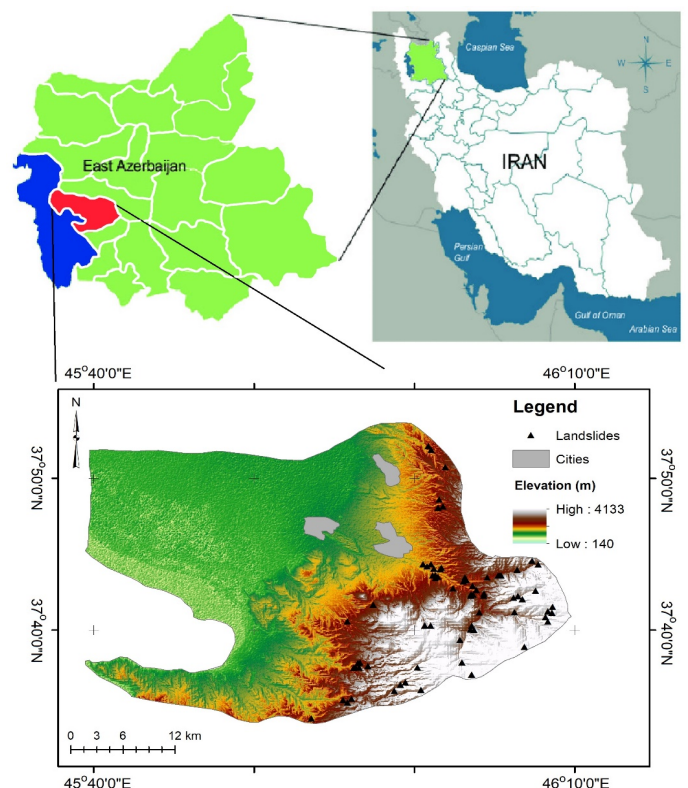 East Azerbaijan
Caspian Sea
N
W E
S
IRAN
Persian
Gulf
Gulf of Oman
Arabian Sea
45°40'0"E 46°10'0"E
N
37°50'0"N
37°40'0"N
37°50'0"N
37°40'0"N
Legend
Landslides
Cities
Elevation (m)
High : 4133
Low : 140
0 3 6 12 km
45°40'0"E 46°10'0"E